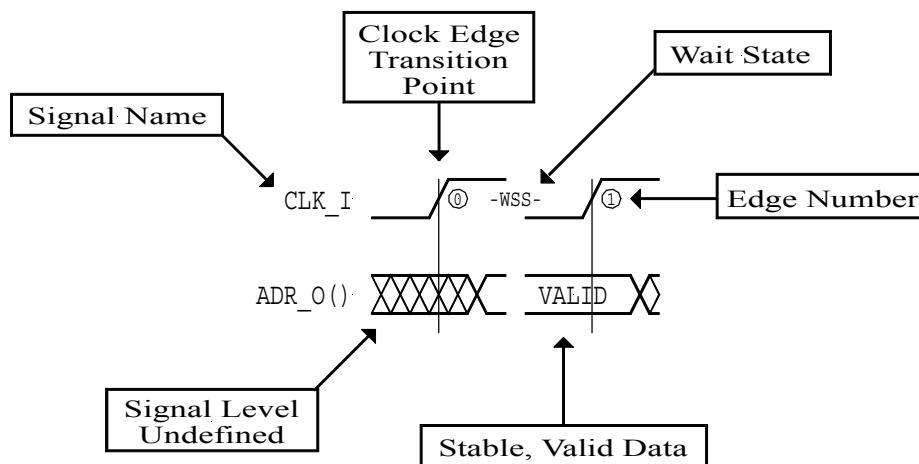 Clock Edge
Transition
Point
Wait State
Signal Name
CLK_I
0
-WSS-
1
Edge Number
ADR_O()
VALID
Signal Level
Undefined
Stable, Valid Data